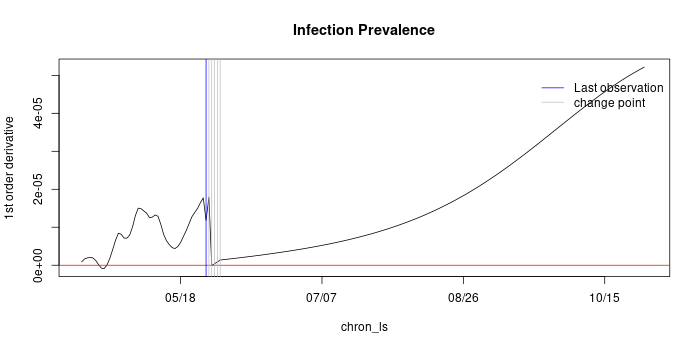 Infection Prevalence
1st order derivative
4e-05
2e-05
0e+00
Last observation
change point
05/18 07/07 08/26 10/15
chron_ls